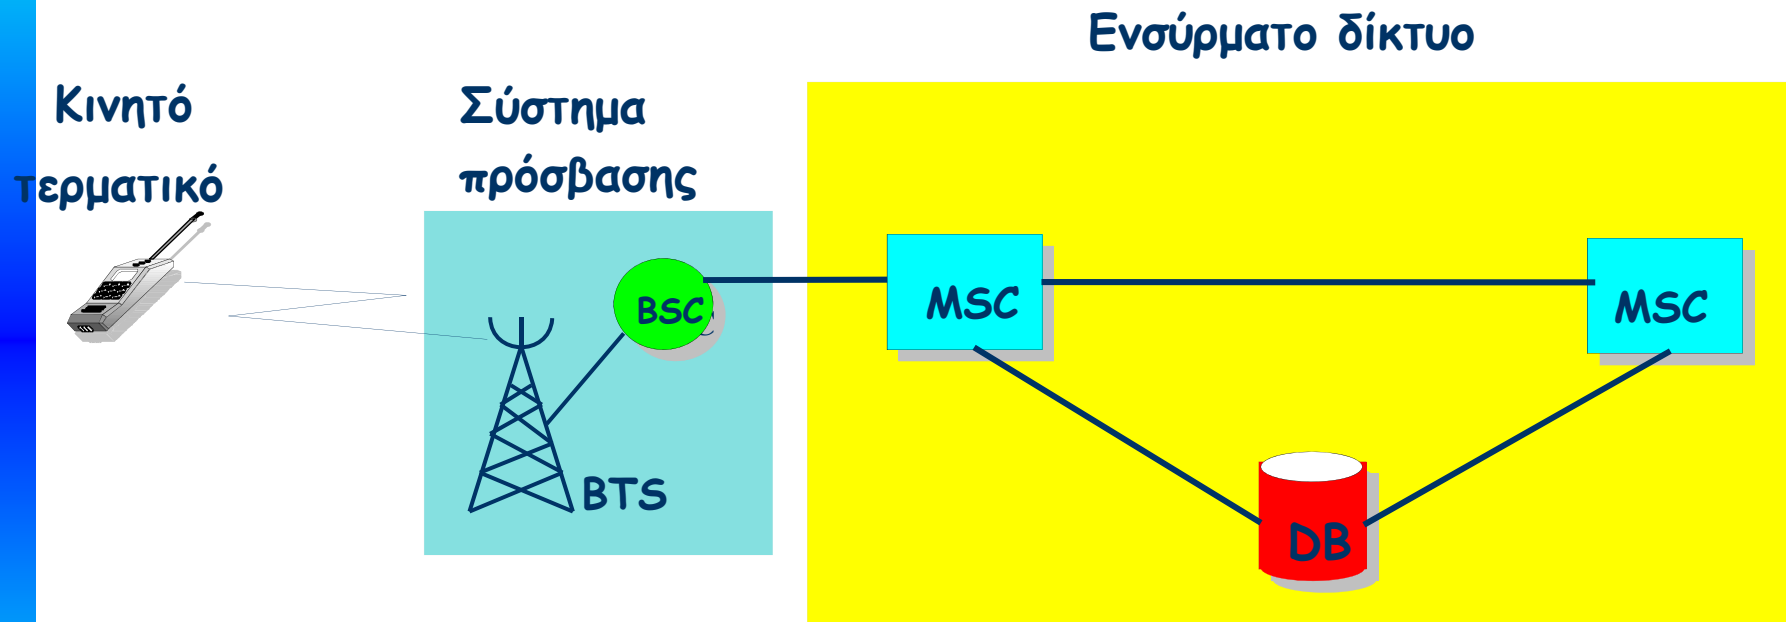 Ενσύρματο δίκτυο
Κινητό
τερματικό
Σύστημα
πρόσβασης
BSC
MSC
MSC
BTS
DB